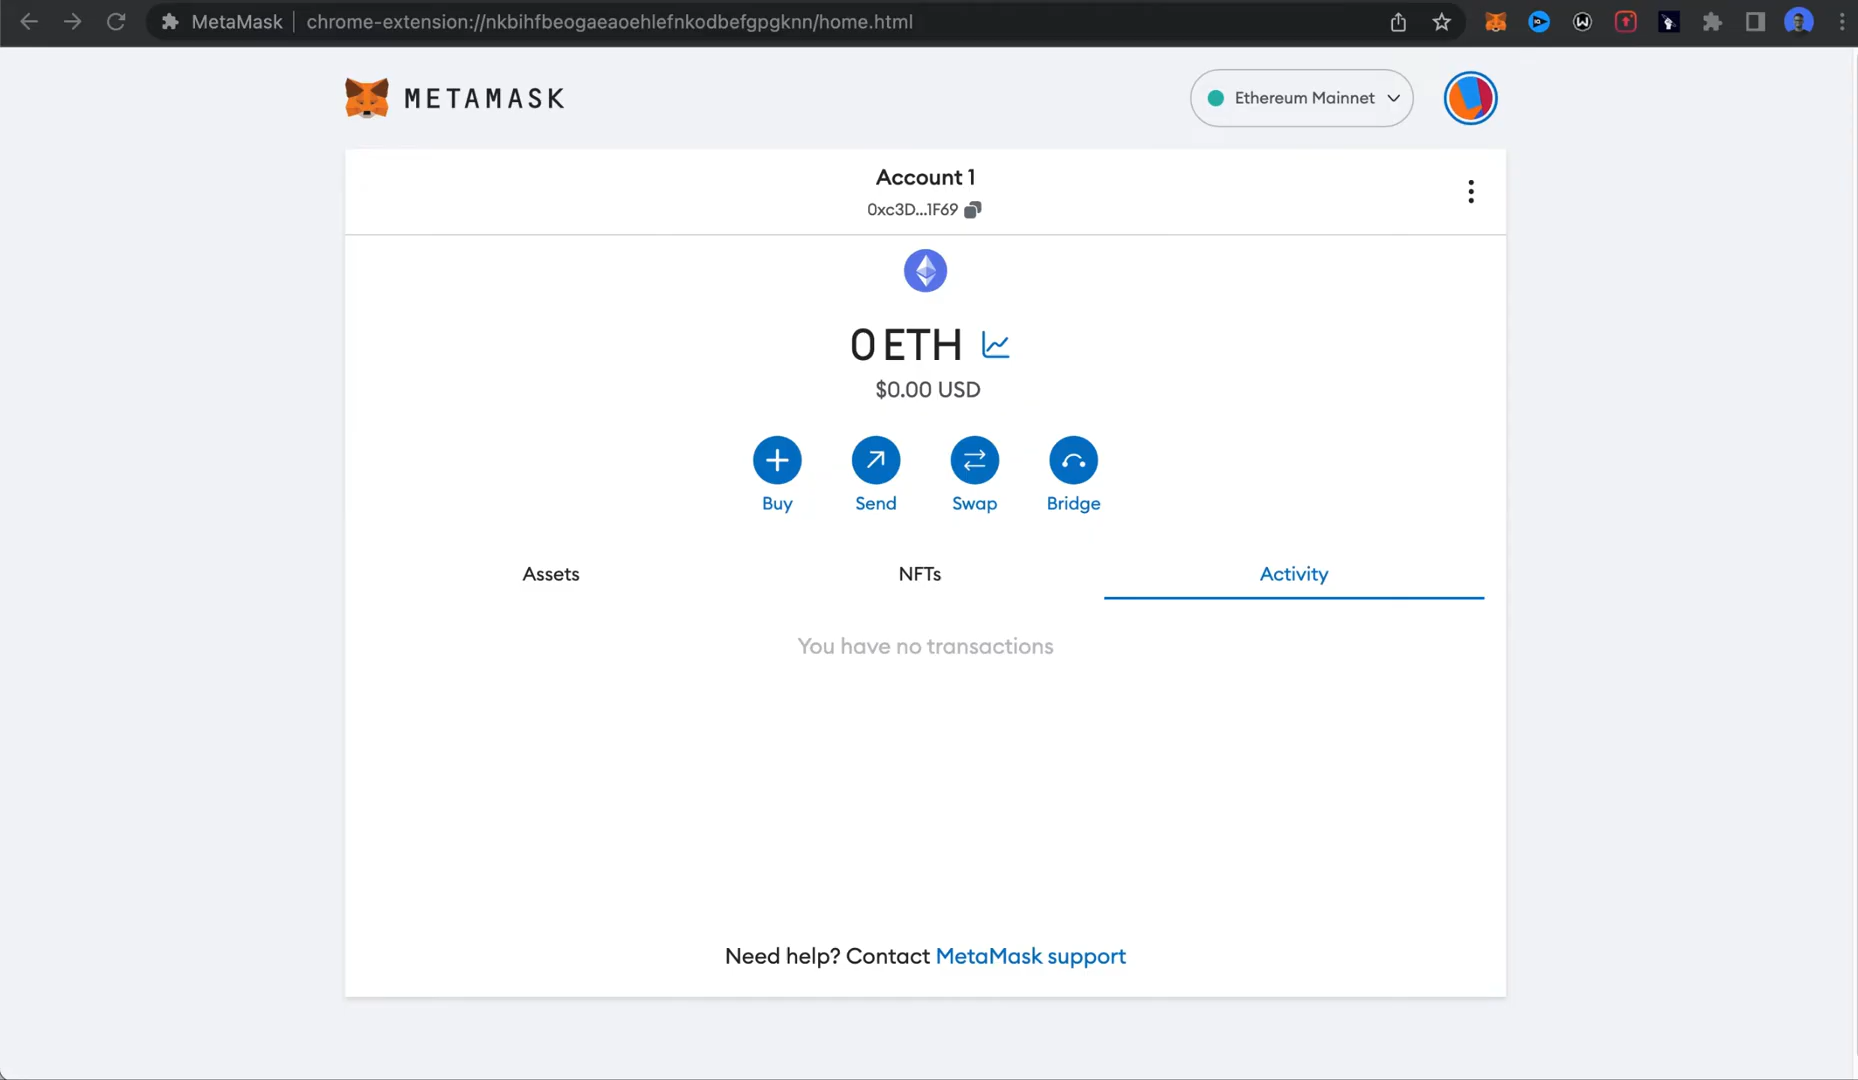 MetaMask | chrome-extension://nkbihfbeogaeaoehlefnkodbefgpgknn/home.html
METAMASK
Ethereum Mainnet
Account 1
0xc3D...1F69
0 ETH
$0.00 USD
Buy Send Swap Bridge
Assets NFTs Activity
You have no transactions
Need help? Contact MetaMask support